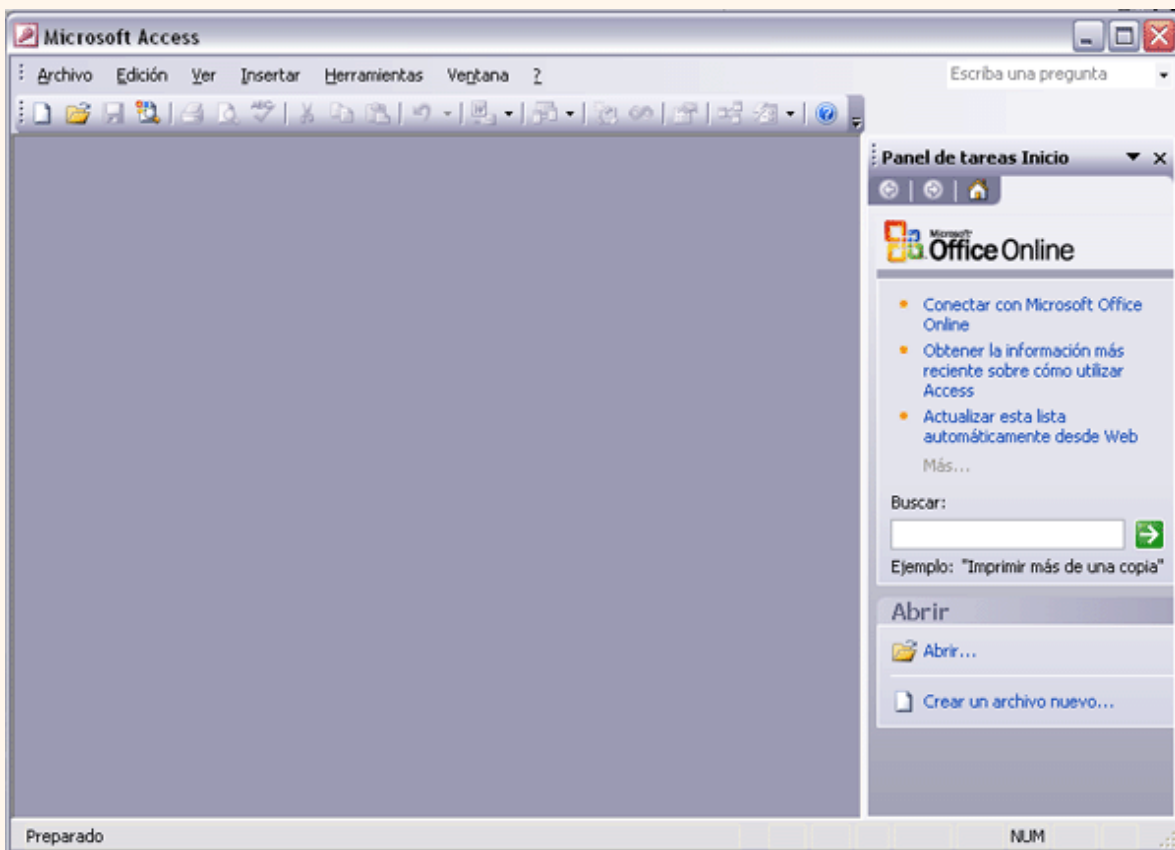 Microsoft Access
Archivo Edición Ver Insertar Herramientas Ventana ?
Escriba una pregunta
Panel de tareas Inicio
Microsoft
Office Online
Conectar con Microsoft Office
Online
Obtener la información más
reciente sobre cómo utilizar
Access
Actualizar esta lista
automáticamente desde Web
Más...
Buscar:
Ejemplo: "Imprimir más de una copia"
Abrir
Abrir...
Crear un archivo nuevo...
Preparado
NUM